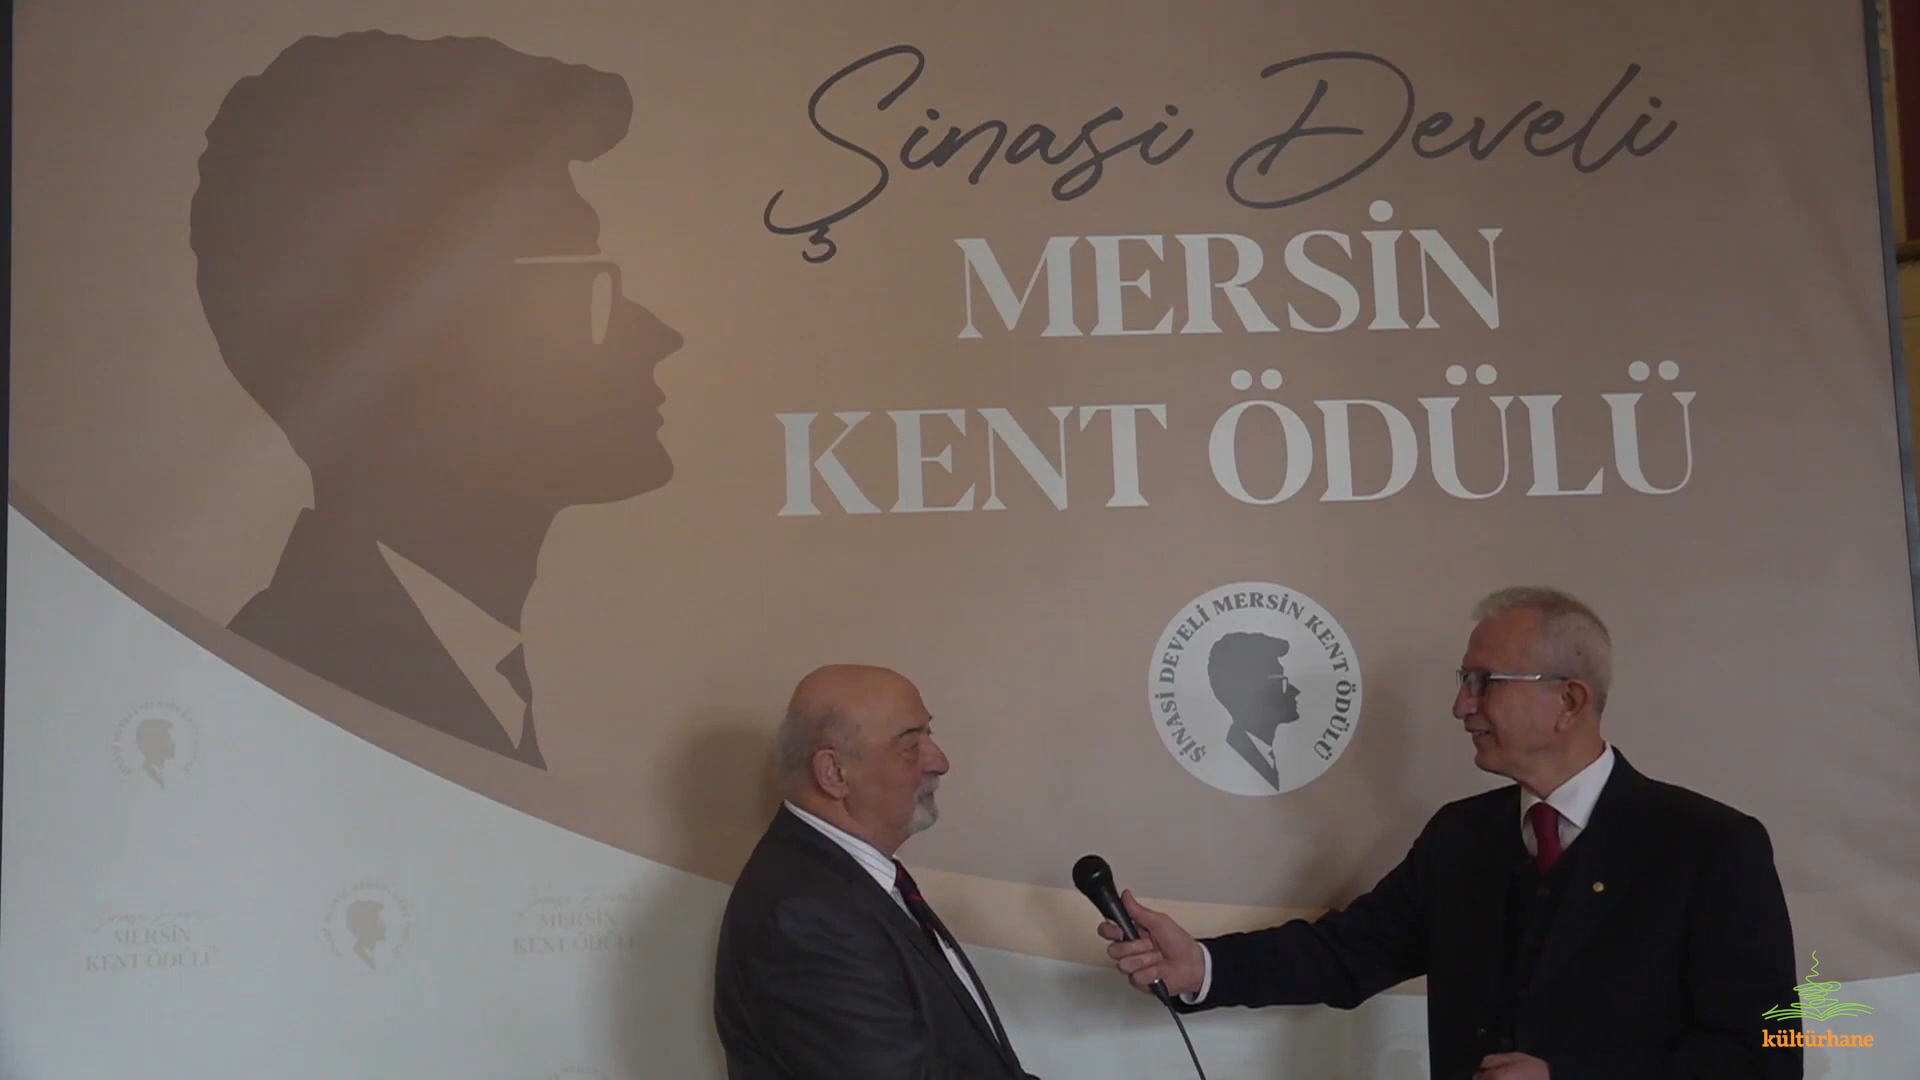 Şinasi Develi
MERSİN
KENT ÖDÜLÜ
ŞİNASİ DEVELİ MERSİN KENT ÖDÜLÜ
MERSİN
KENT ÖDÜLÜ
MERSİN
KENT ÖDÜLÜ
kültürhane